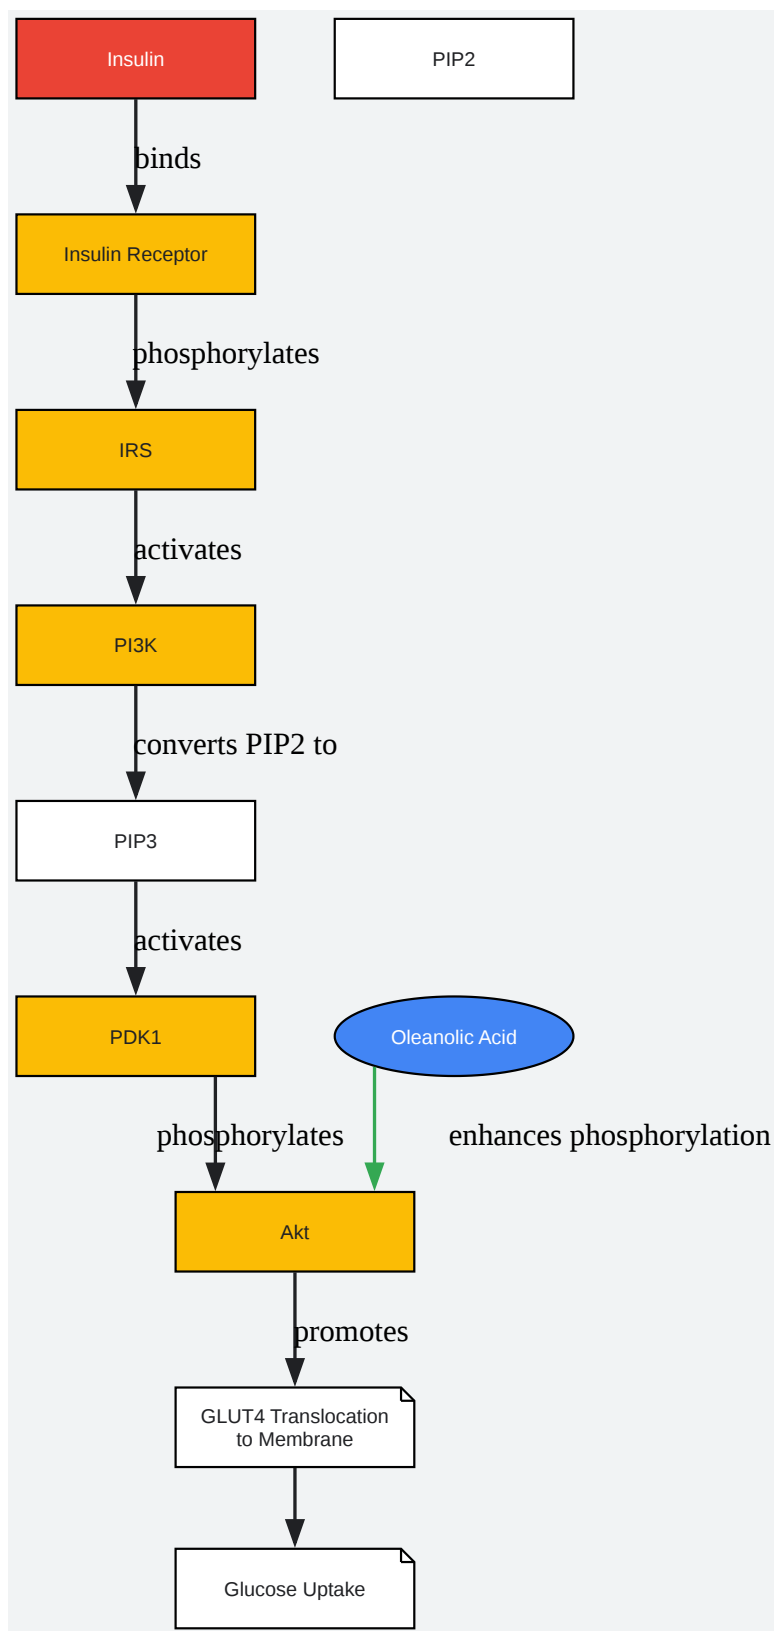 Insulin
PIP2
binds
Insulin Receptor
phosphorylates
IRS
activates
PI3K
converts PIP2 to
PIP3
activates
PDK1
Oleanolic Acid
phosphorylates
enhances phosphorylation
Akt
promotes
GLUT4 Translocation
to Membrane
Glucose Uptake